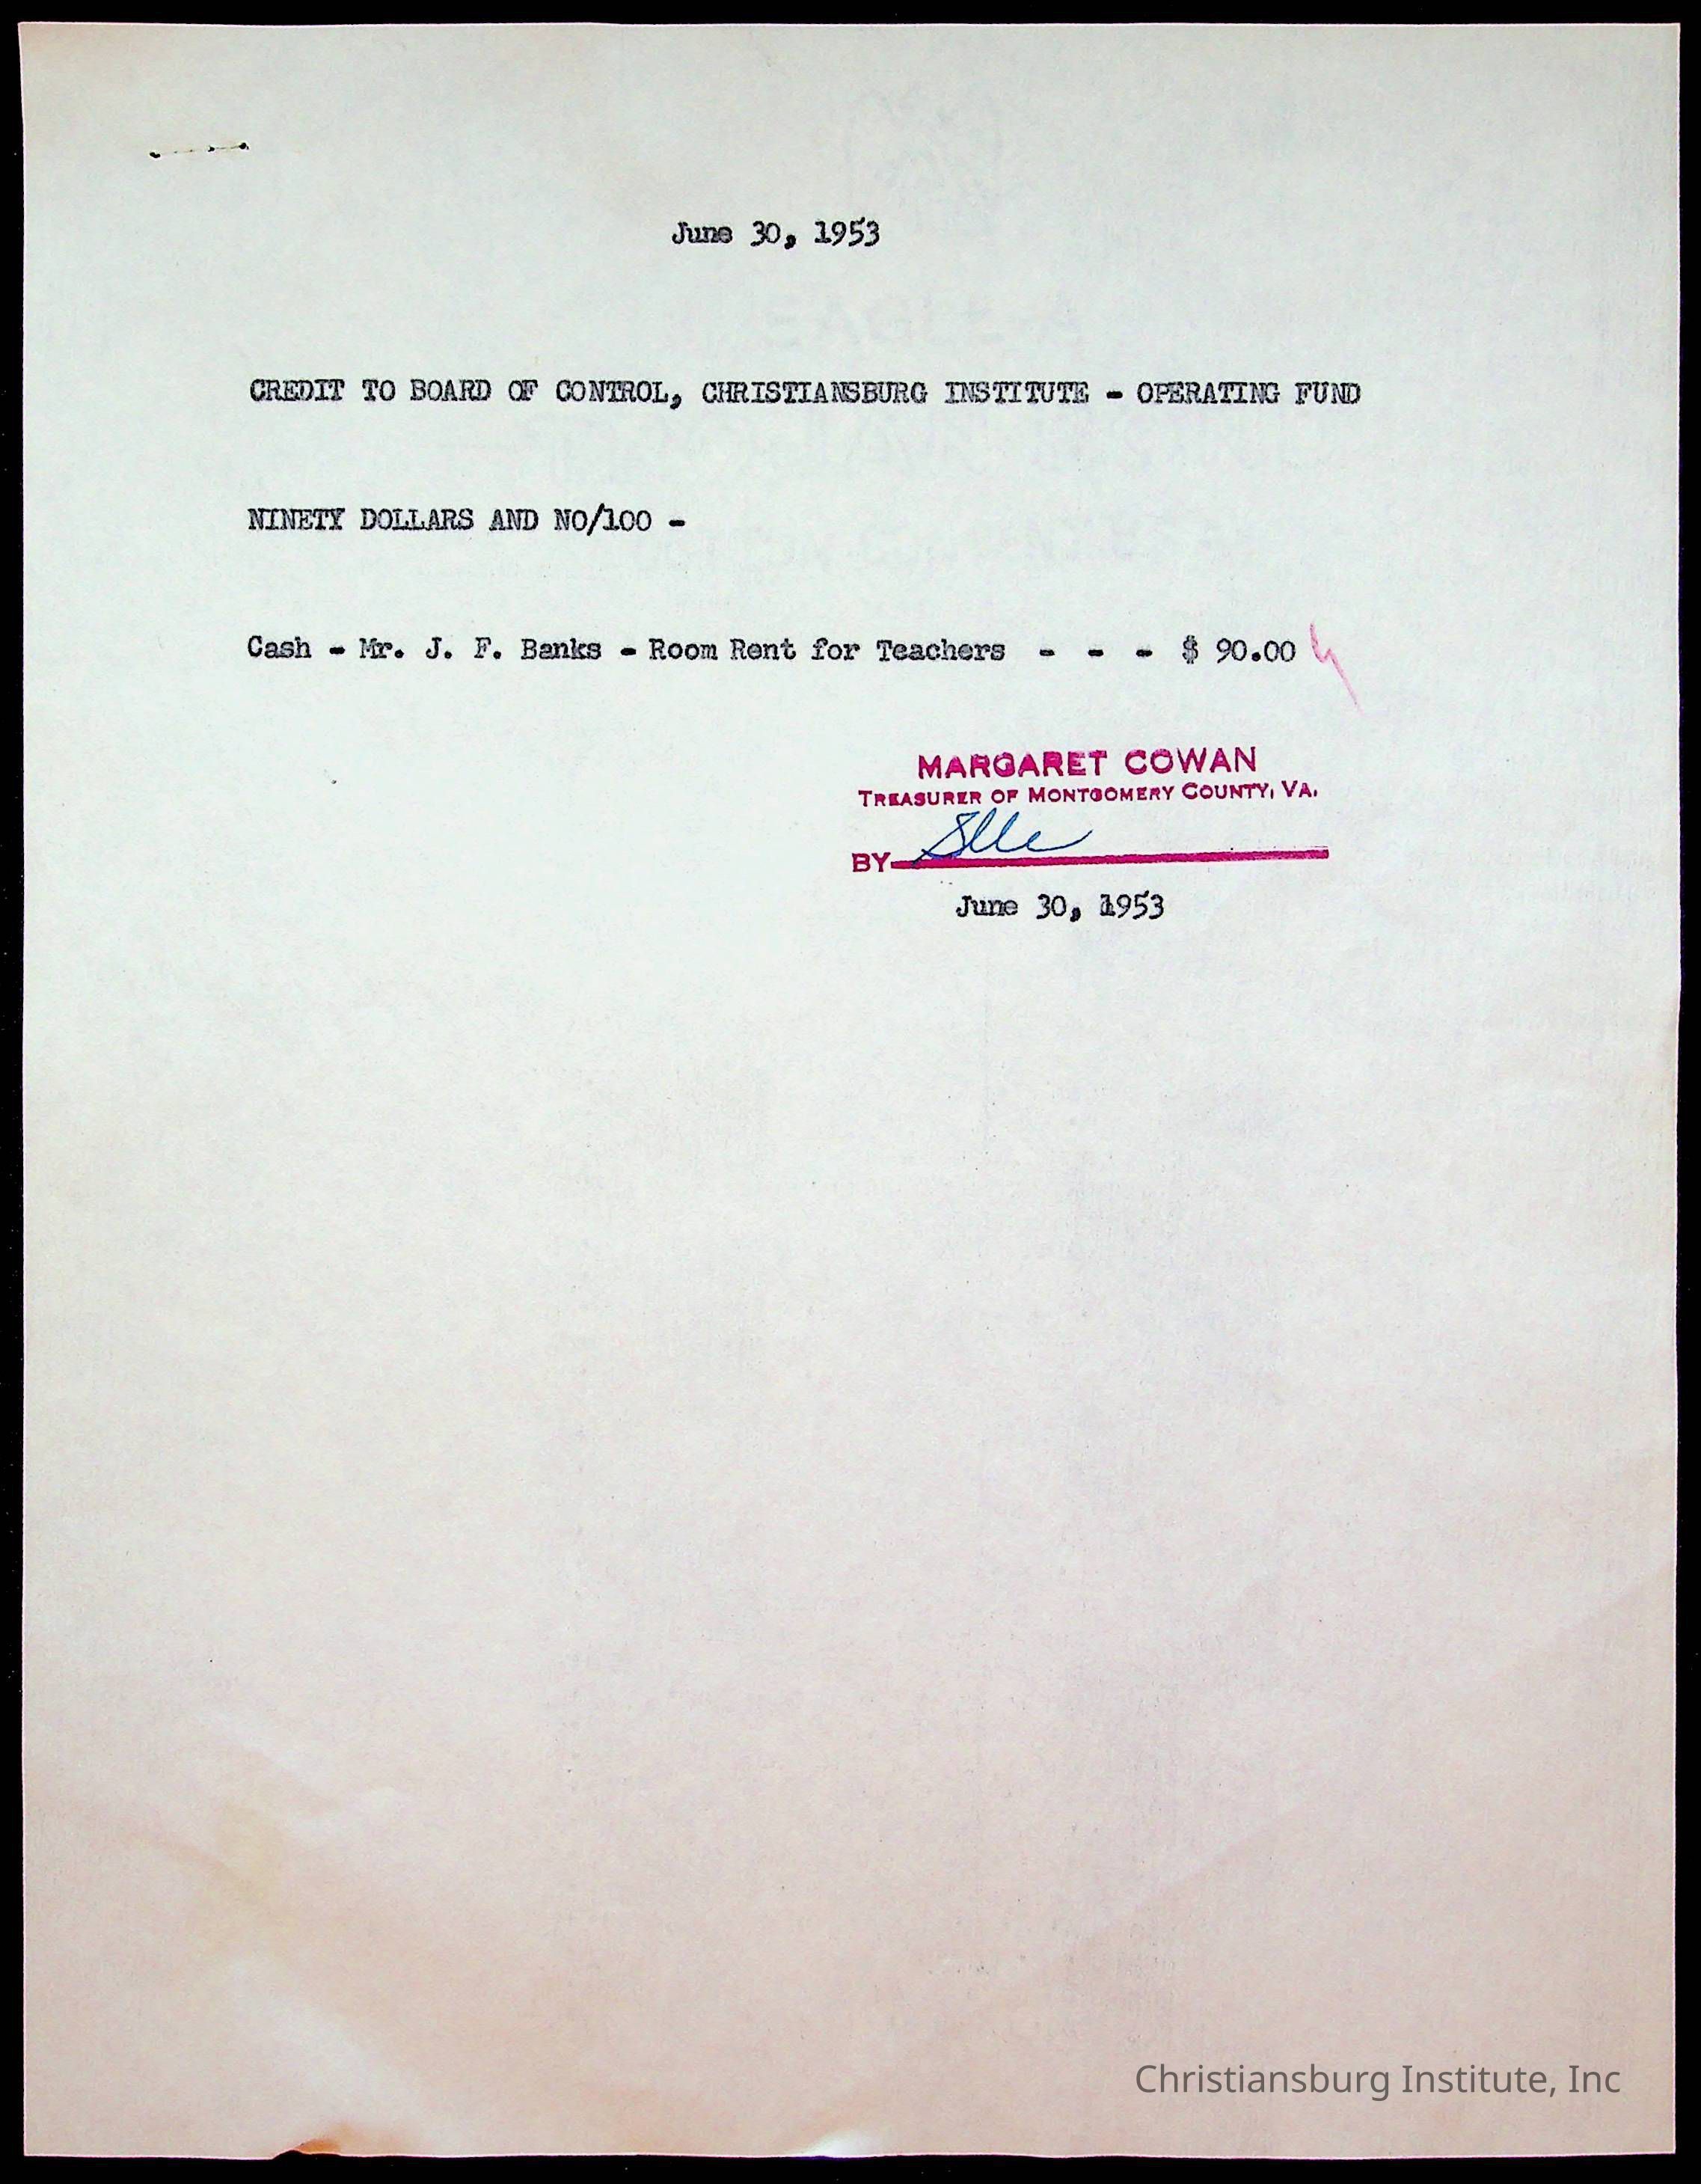 June 30, 1953
CREDIT TO BOARD OF CONTROL, CHRISTIANSBURG INSTITUTE - OPERATING FUND
NINETY DOLLARS AND NO/100 -
Cash - Mr. J. F. Banks - Room Rent for Teachers - - - $ 90.00
MARGARET COWAN
TREASURER OF MONTGOMERY COUNTY, VA.
BY
June 30, 1953
Christiansburg Institute, Inc